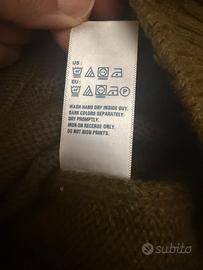 US :
EU :
WASH HAND DRY INSIDE OUT.
DARK COLORS SEPARATELY.
DRY PROMPTLY.
IRON ON REVERSE ONLY.
DO NOT IRON PRINTS.
subito